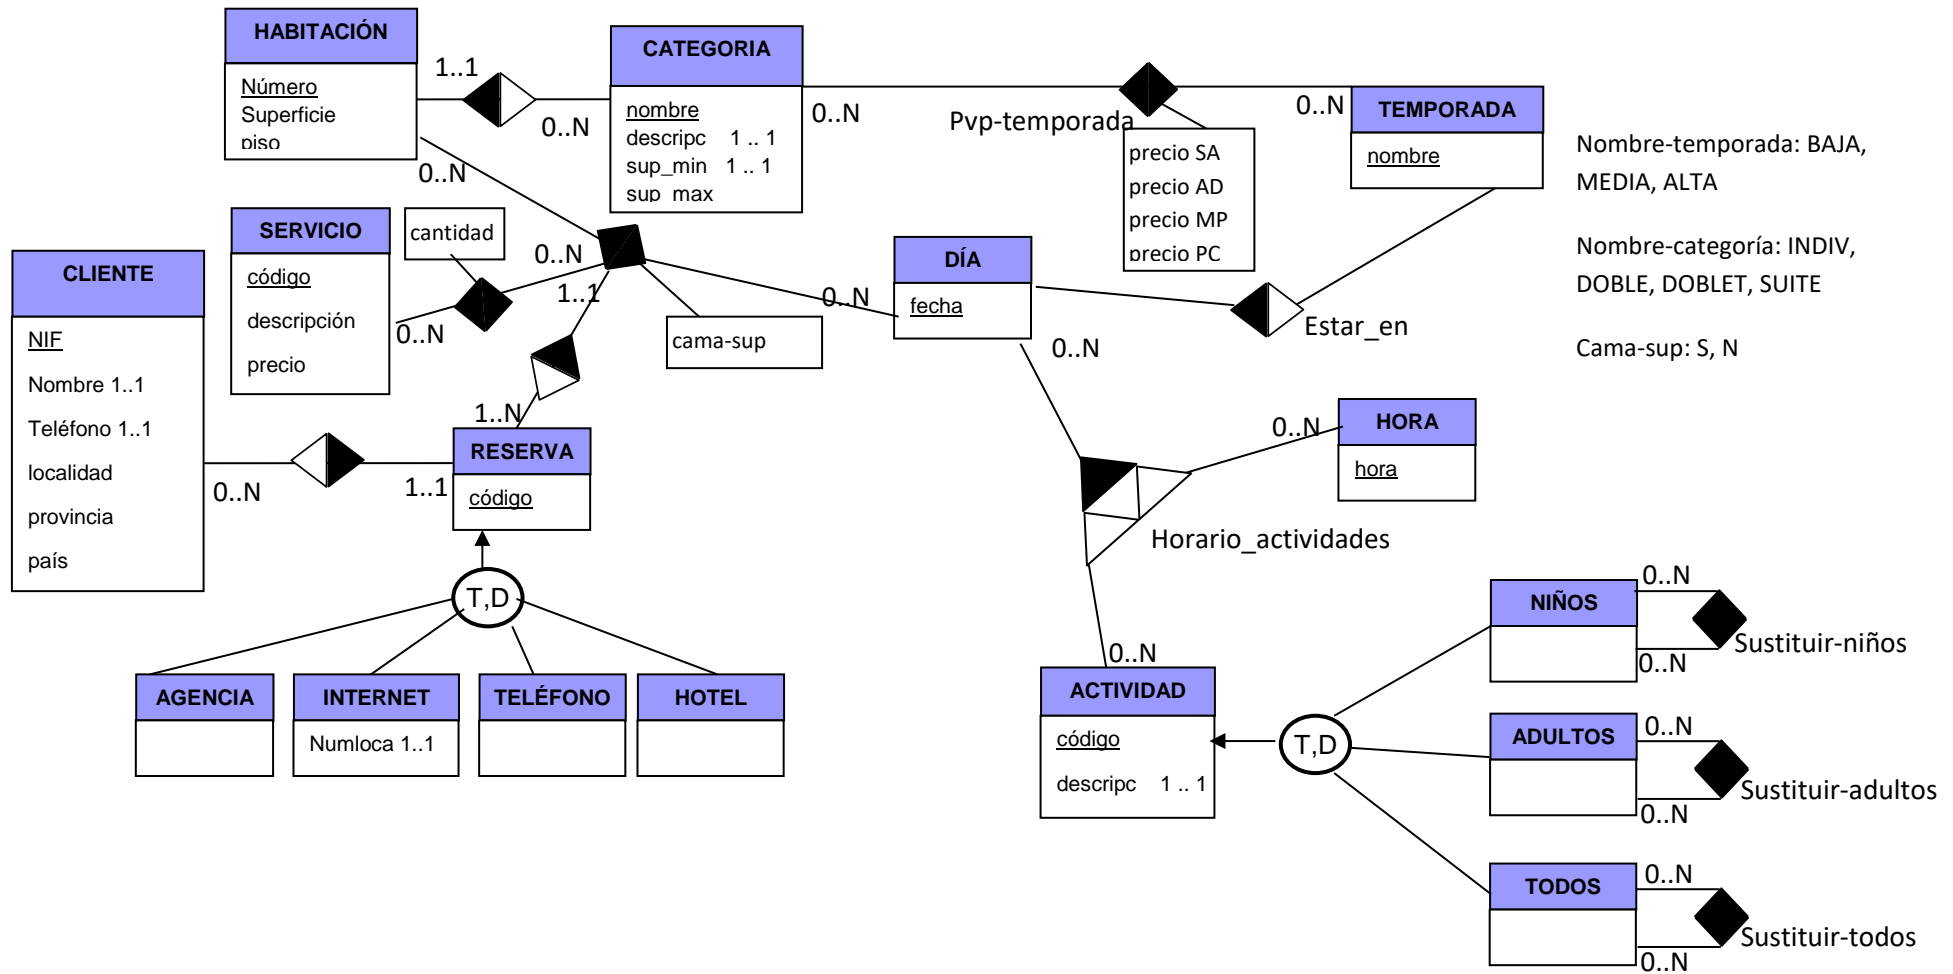 HABITACIÓN
Número
Superficie
piso
1..1
0..N
CATEGORIA
nombre
descripc 1 .. 1
sup_min 1 .. 1
sup_max
0..N
Pvp-temporada
0..N
precio SA
precio AD
precio MP
precio PC
TEMPORADA
nombre
Nombre-temporada: BAJA,
MEDIA, ALTA
Nombre-categoría: INDIV,
DOBLE, DOBLET, SUITE
Cama-sup: S, N
0..N
SERVICIO
código
descripción
precio
cantidad
0..N
0..N
1..1
cama-sup
0..N
DÍA
fecha
Estar_en
0..N
CLIENTE
NIF
Nombre 1..1
Teléfono 1..1
localidad
provincia
país
0..N
1..1
1..N
RESERVA
código
T,D
AGENCIA
INTERNET
Numloca 1..1
TELÉFONO
HOTEL
0..N
HORA
hora
Horario_actividades
0..N
ACTIVIDAD
código
descripc 1 .. 1
T,D
NIÑOS
0..N
0..N
Sustituir-niños
ADULTOS
0..N
0..N
Sustituir-adultos
TODOS
0..N
0..N
Sustituir-todos